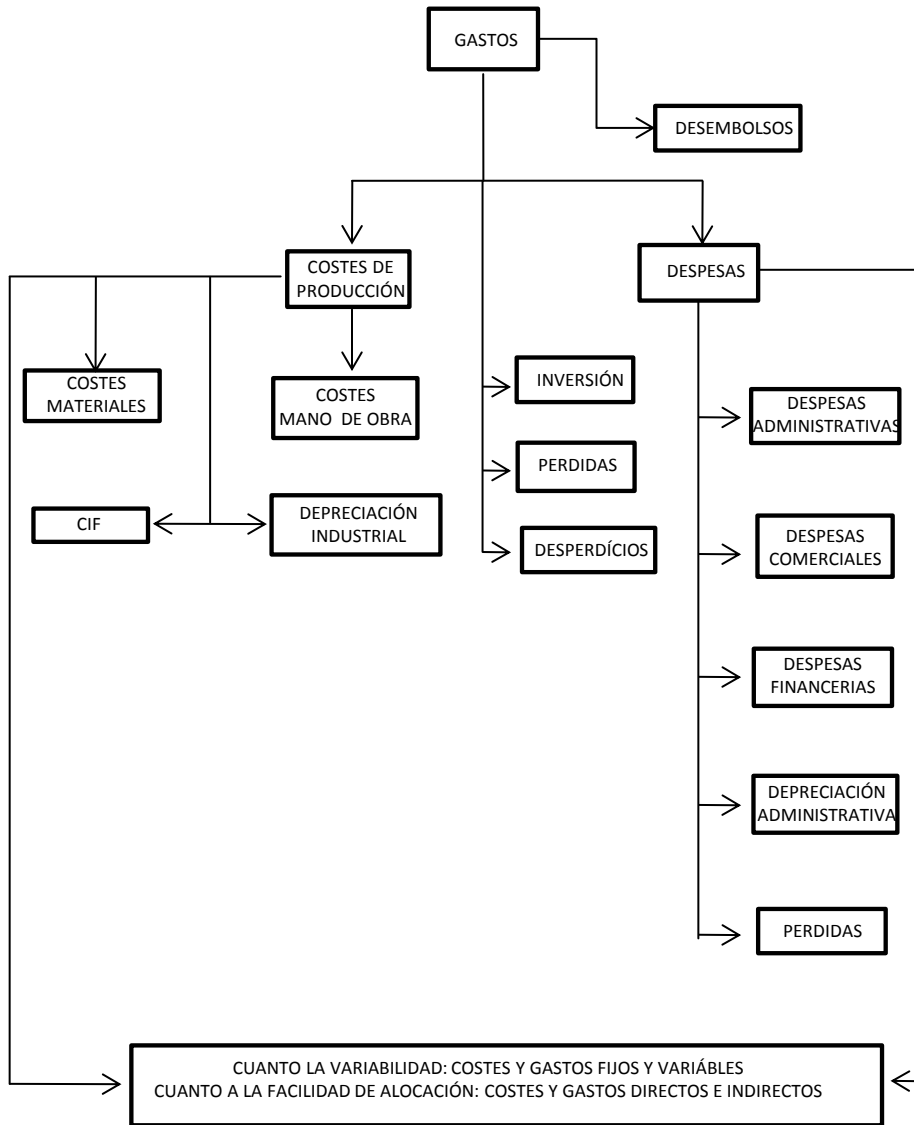 GASTOS
DESEMBOLSOS
COSTES DE
PRODUCCIÓN
DESPESAS
COSTES
MATERIALES
COSTES
MANO DE OBRA
INVERSIÓN
DESPESAS
ADMINISTRATIVAS
PERDIDAS
CIF
DEPRECIACIÓN
INDUSTRIAL
DESPERDÍCIOS
DESPESAS
COMERCIALES
DESPESAS
FINANCERIAS
DEPRECIACIÓN
ADMINISTRATIVA
PERDIDAS
CUANTO LA VARIABILIDAD: COSTES Y GASTOS FIJOS Y VARIÁBLES
CUANTO A LA FACILIDAD DE ALOCACIÓN: COSTES Y GASTOS DIRECTOS E INDIRECTOS